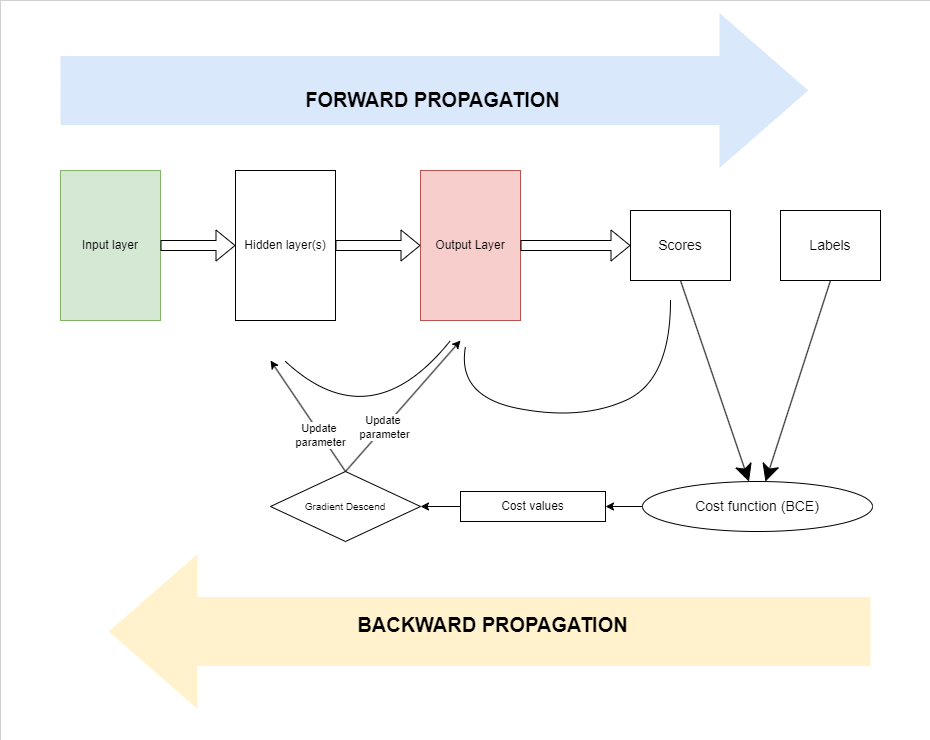 FORWARD PROPAGATION
Input layer
Hidden layer(s)
Output Layer
Scores
Labels
Update
parameter
Update
parameter
Gradient Descend
Cost values
Cost function (BCE)
BACKWARD PROPAGATION